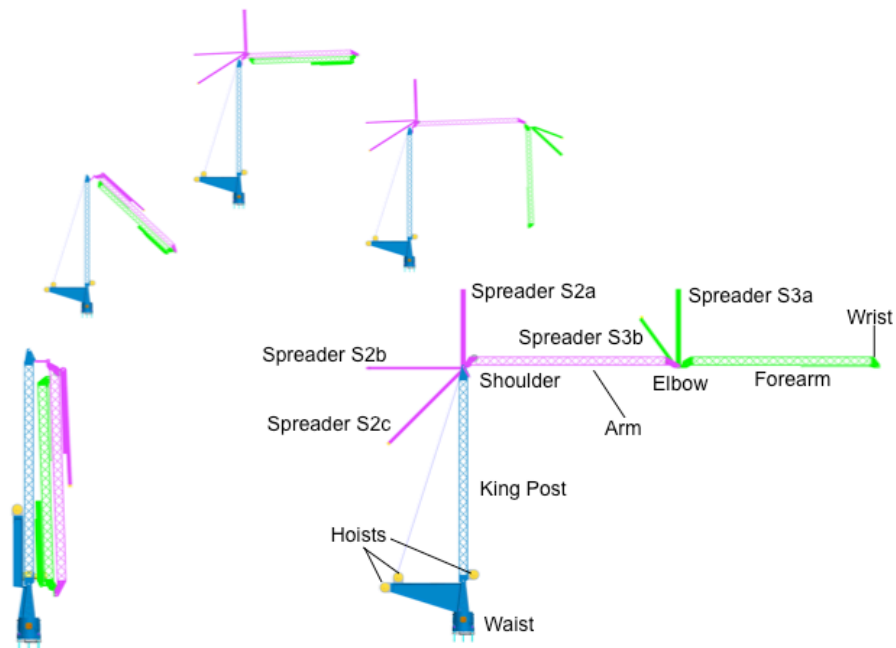 Spreader S2a
Spreader S3a
Wrist
Spreader S3b
Spreader S2b
Shoulder
Elbow
Forearm
Spreader S2c
Arm
King Post
Hoists
Waist